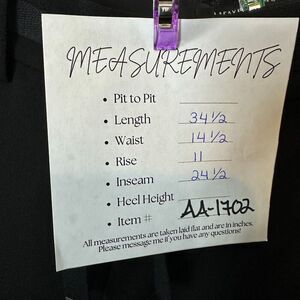 MEASUREMENTS
• Pit to Pit
• Length 34 1/2
• Waist 14 1/2
• Rise 11
• Inseam 24 1/2
• Heel Height
• Item # AA-1702
All measurements are taken laid flat and are in inches.
Please message me if you have any questions!